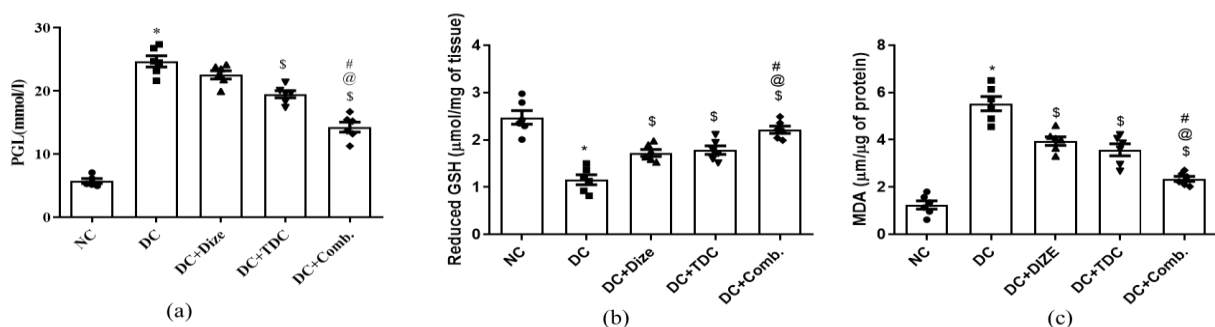 PGL(mmol/l)
30
20
10
0
*
$
#
@
$
NC
DC
DC+Dize
DC+TDC
DC+Comb.
(a)
Reduced GSH (μmol/mg of tissue)
4
3
2
1
0
*
$
$
#
@
$
NC
DC
DC+Dize
DC+TDC
DC+Comb.
(b)
MDA (μm/μg of protein)
8
6
4
2
0
*
$
$
#
@
$
NC
DC
DC+DIZE
DC+TDC
DC+Comb.
(c)